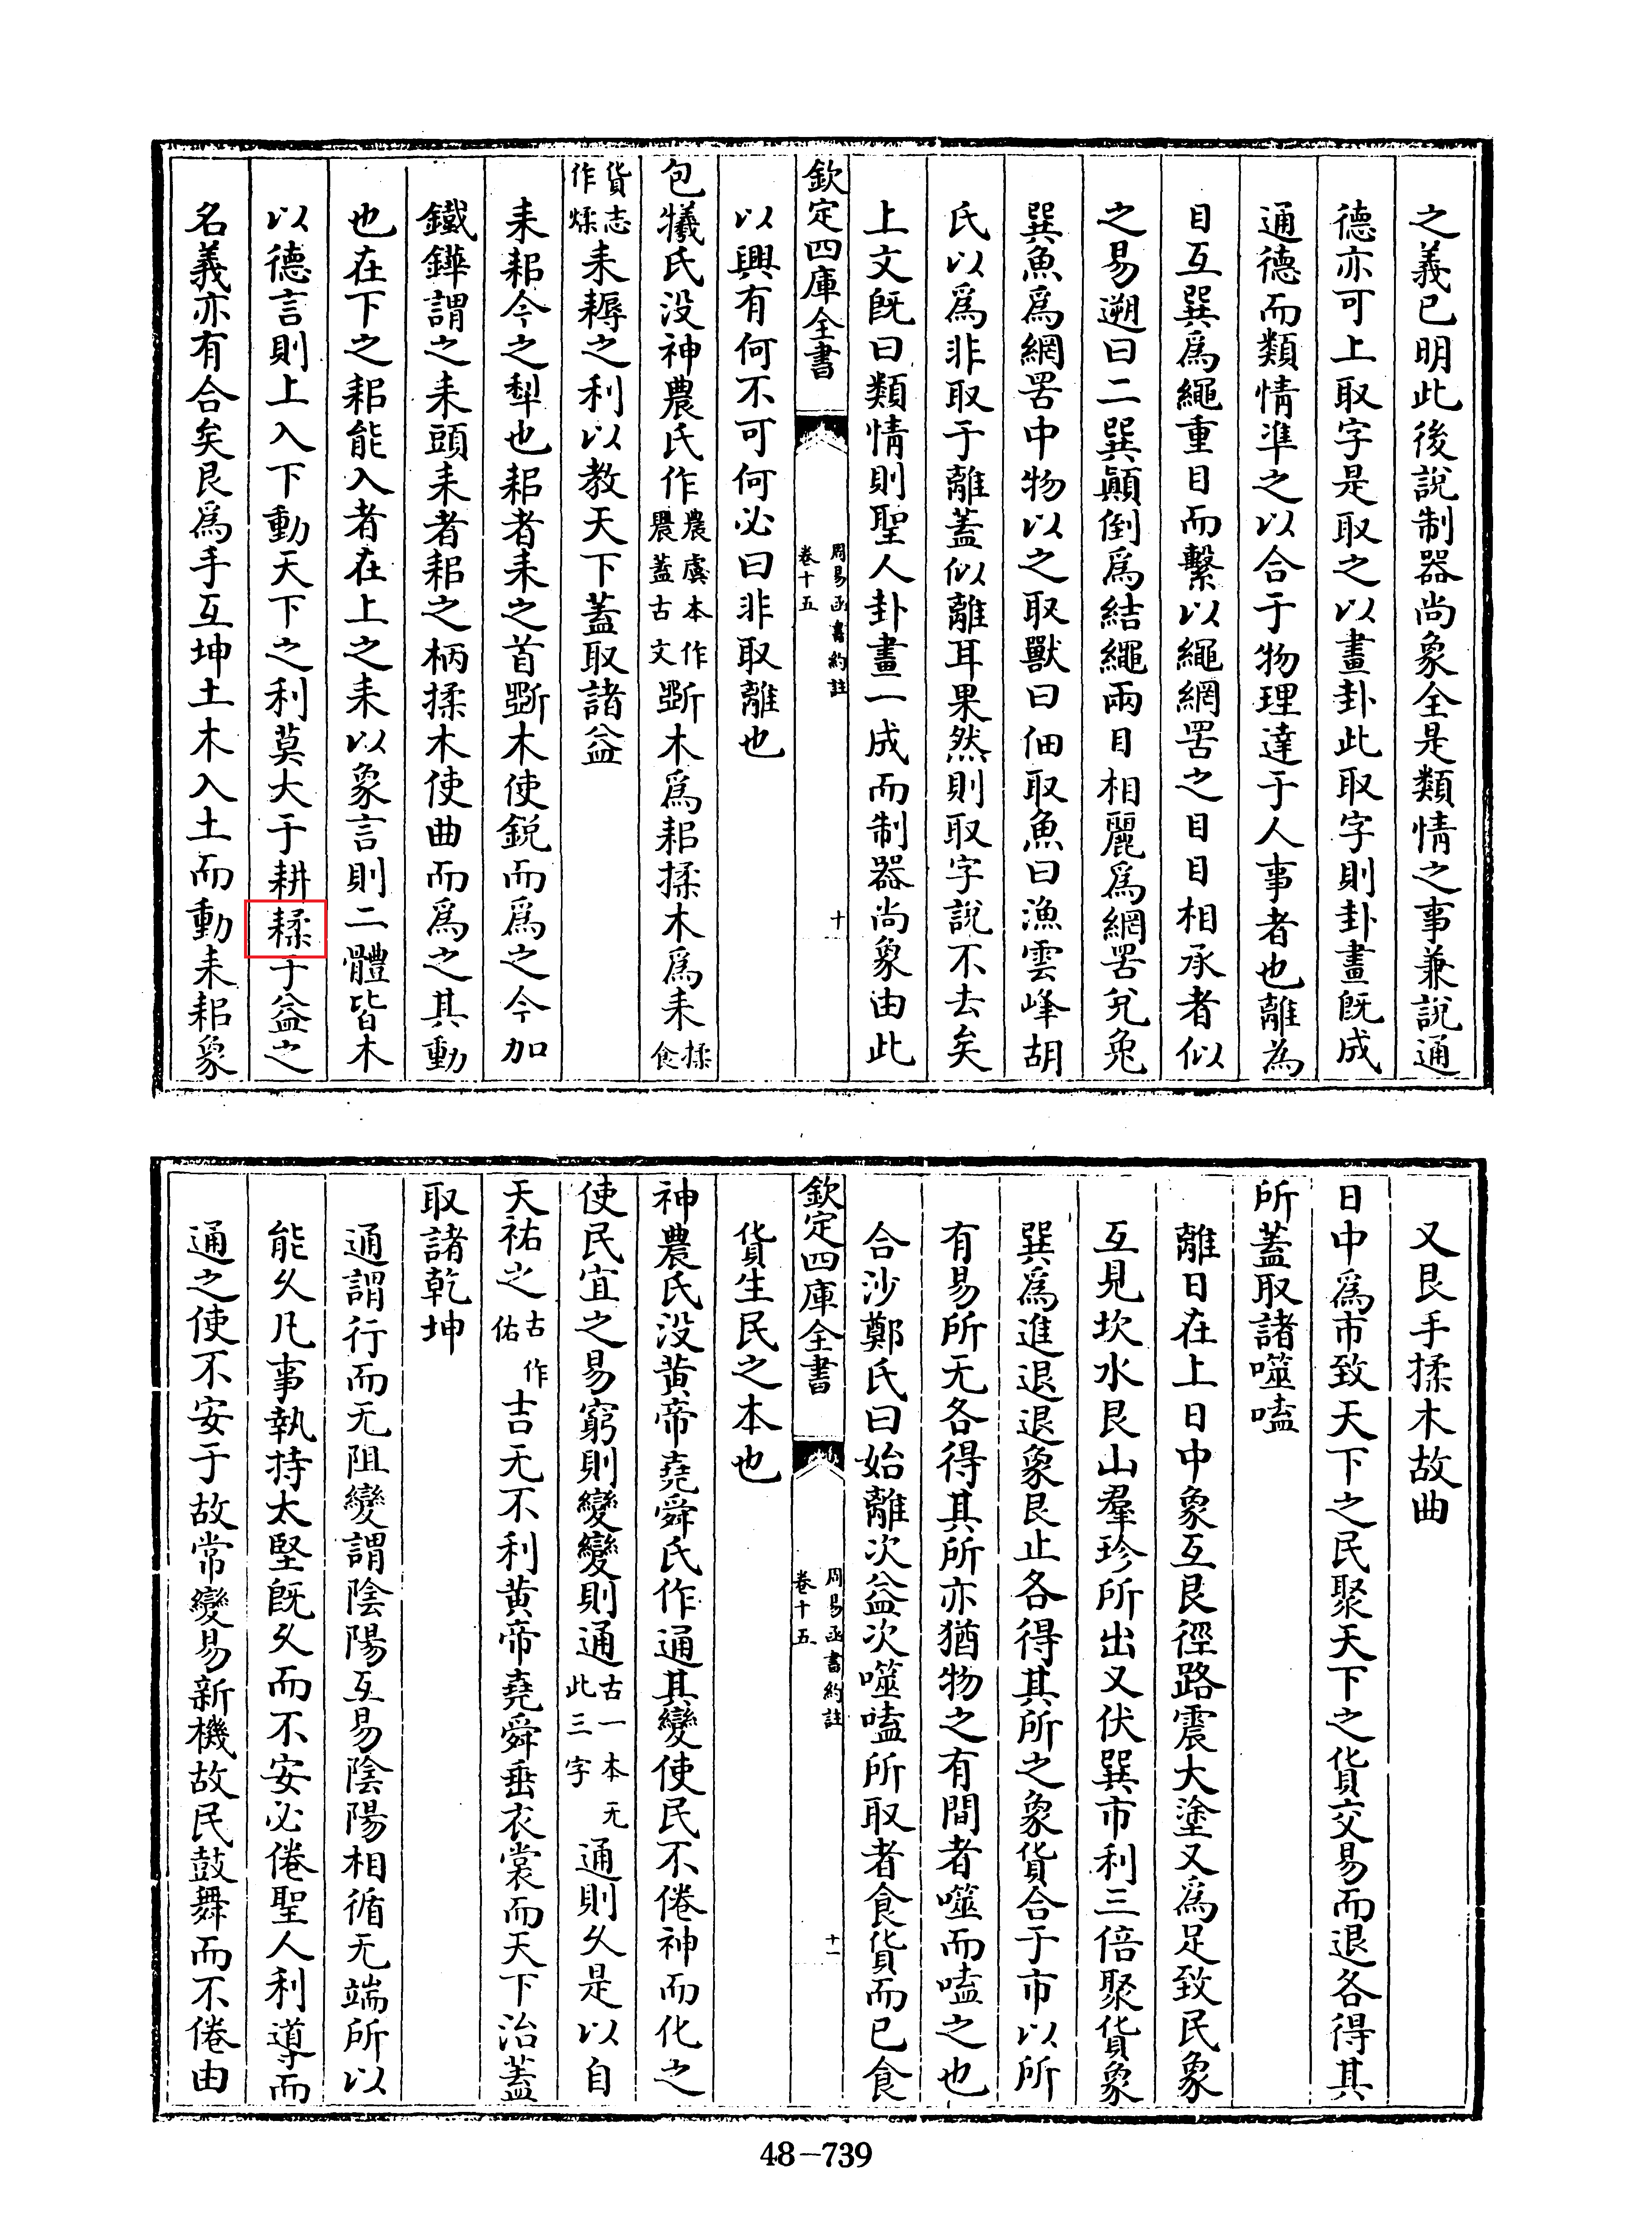 之義已明此後說制器尚象全是類情之事兼說通
德亦可上取字是取之以畫卦此取字則卦畫旣成
通德而類情凖之以合于物理達于人事者也離為
目互巽爲繩重目而繫以繩網罟之目目相承者似
之易遡曰二巽顚倒爲結繩兩目相麗爲網罟兊兔
巽魚爲網罟中物以之取獸曰佃取魚曰漁雲峰胡
氏以爲非取于離蓋似離耳果然則取字說不去矣
上文旣曰類情則聖人卦畫一成而制器尚象由此
欽定四庫全書 周易函書約註 卷十五 十
以興有何不可何必曰非取離也
包犧氏没神農氏作農虞本作蓋古文斲木爲耜揉木爲耒揉食
貨志作煣耒耨之利以教天下蓋取諸益
耒耜今之犁也耜者耒之首斲木使銳而爲之今加
鐵鏵謂之耒頭耒者耜之柄揉木使曲而爲之其動
也在下之耜能入者在上之耒以象言則二體皆木
以德言則上入下動天下之利莫大于耕于益之
名義亦有合矣艮爲手互坤土木入土而動耒耜象
又艮手揉木故曲
日中爲市致天下之民聚天下之貨交易而退各得其
所蓋取諸噬嗑
離日在上日中象互艮徑路震大塗又爲足致民象
互見坎水艮山羣珍所出又伏巽市利三倍聚貨象
巽爲進退退象艮止各得其所之象貨合于市以所
有易所无各得其所亦猶物之有間者噬而嗑之也
合沙鄭氏曰始離次益次噬嗑所取者食貨而已食
欽定四庫全書 周易函書約註 卷十五 十一
貨生民之本也
神農氏没黄帝堯舜氏作通其變使民不倦神而化之
使民宜之易窮則變變則通古一本无此三字通則乆是以自
天祐之古作佑吉无不利黄帝堯舜垂衣裳而天下治蓋
取諸乾坤
通謂行而无阻變謂陰陽互易陰陽相循无端所以
能乆凡事執持太堅旣乆而不安必倦聖人利導而
通之使不安于故常變易新機故民鼓舞而不倦由
48-739